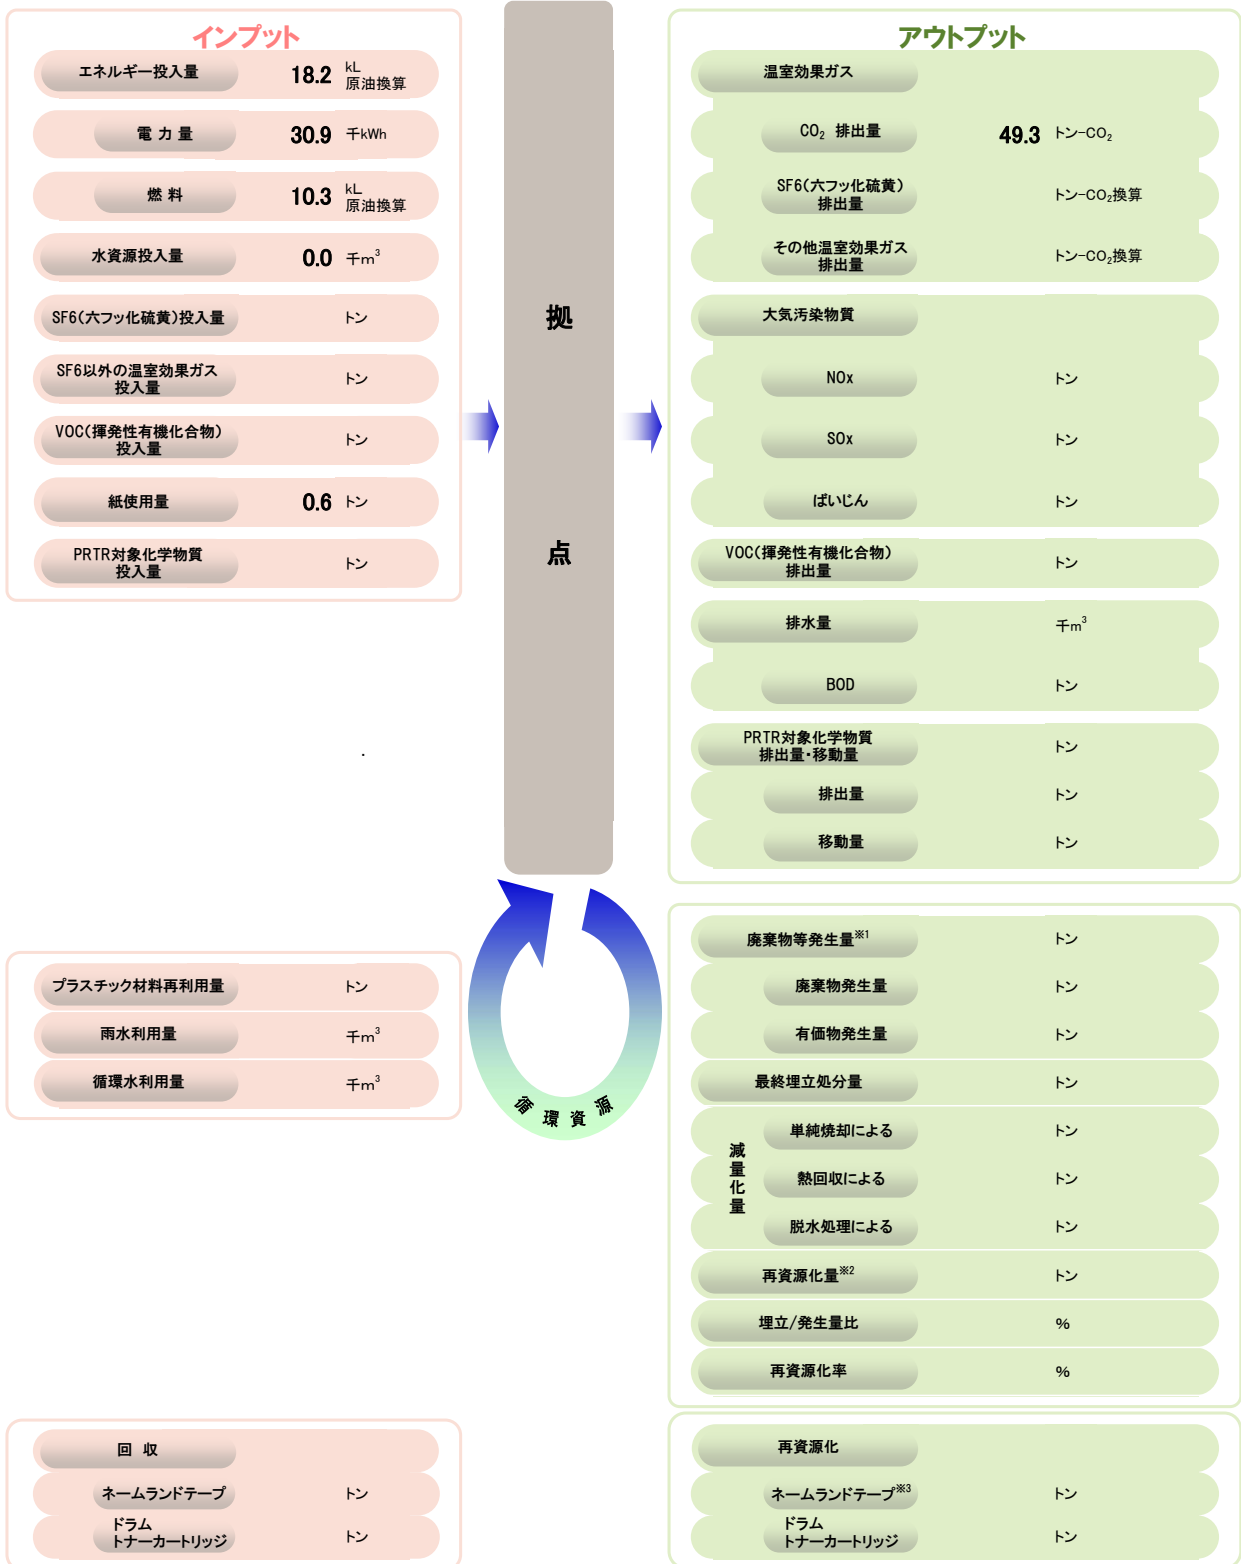 インプット
エネルギー投入量 18.2 kL
原油換算
電 力 量 30.9 千kWh
燃 料 10.3 kL
原油換算
水資源投入量 0.0 千m³
SF6(六フッ化硫黄)投入量 トン
SF6以外の温室効果ガス
投入量 トン
VOC(揮発性有機化合物)
投入量 トン
紙使用量 0.6 トン
PRTR対象化学物質
投入量 トン
拠
点
アウトプット
温室効果ガス
CO₂ 排出量 49.3 トン-CO₂
SF6(六フッ化硫黄)
排出量 トン-CO₂換算
その他温室効果ガス
排出量 トン-CO₂換算
大気汚染物質
NOx トン
SOx トン
ばいじん トン
VOC(揮発性有機化合物)
排出量 トン
排水量 千m³
BOD トン
PRTR対象化学物質
排出量・移動量 トン
排出量 トン
移動量 トン
プラスチック材料再利用量 トン
雨水利用量 千m³
循環水利用量 千m³
循環資源
廃棄物等発生量※1 トン
廃棄物発生量 トン
有価物発生量 トン
最終埋立処分量 トン
減量化量
単純焼却による トン
熱回収による トン
脱水処理による トン
再資源化量※2 トン
埋立/発生量比 %
再資源化率 %
回 収
ネームランドテープ トン
ドラム
トナーカートリッジ トン
再資源化
ネームランドテープ※3 トン
ドラム
トナーカートリッジ トン